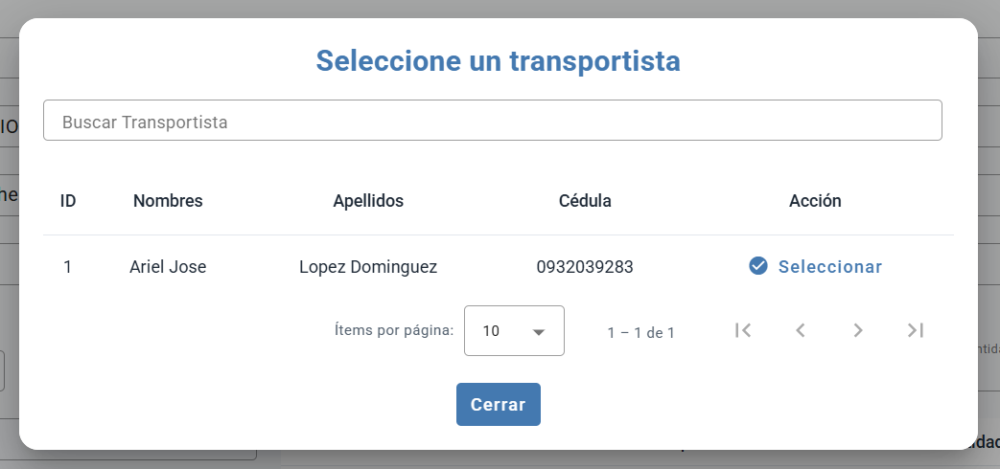 Seleccione un transportista
Buscar Transportista
ID Nombres Apellidos Cédula Acción
1 Ariel Jose Lopez Dominguez 0932039283 Seleccionar
Ítems por página: 10 1 – 1 de 1
Cerrar